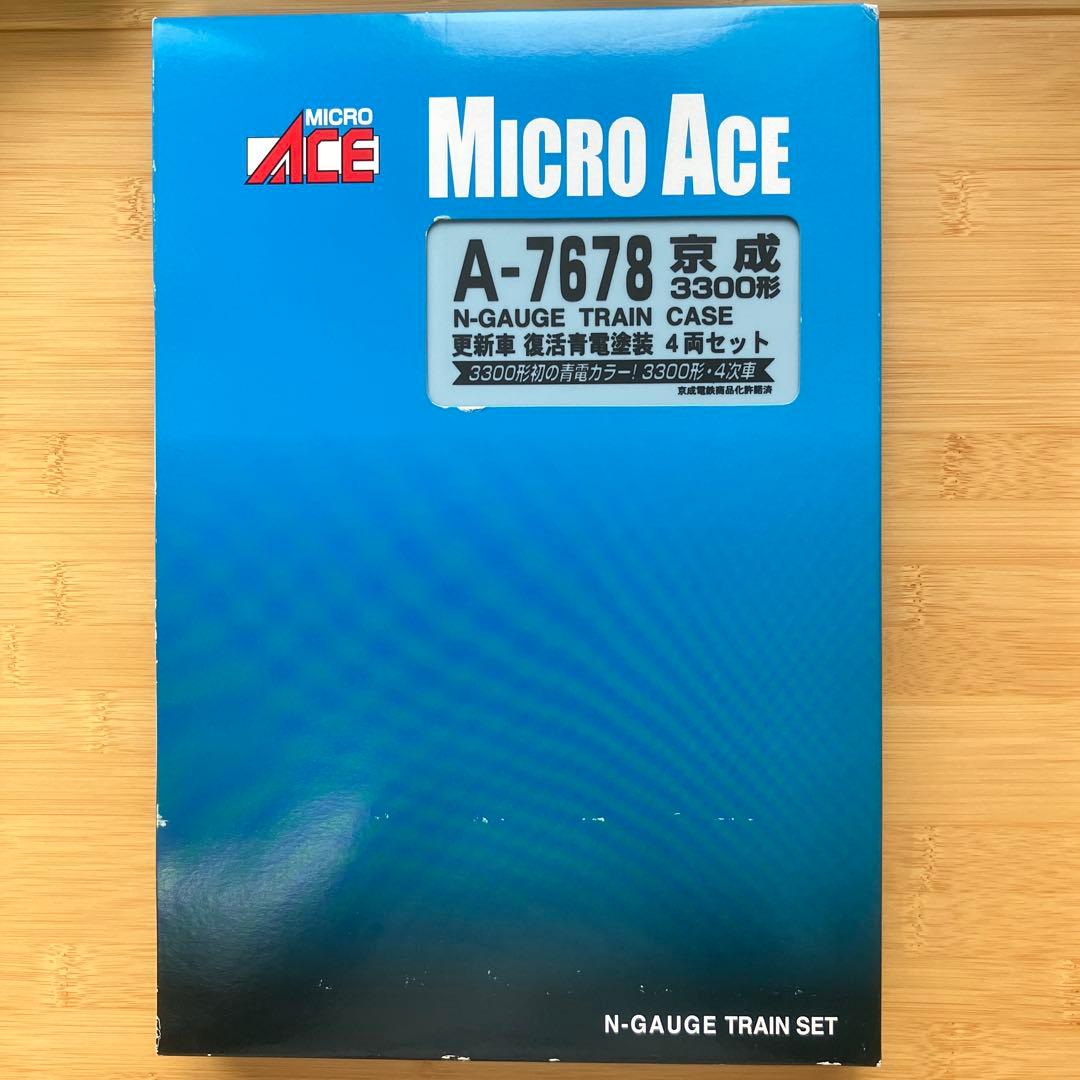 MICRO
ACE
MICRO ACE
A-7678 京成
3300形
N-GAUGE TRAIN CASE
更新車 復活青電塗装 4両セット
3300形初の青電カラー! 3300形・4次車
京成電鉄商品化許諾済
N-GAUGE TRAIN SET